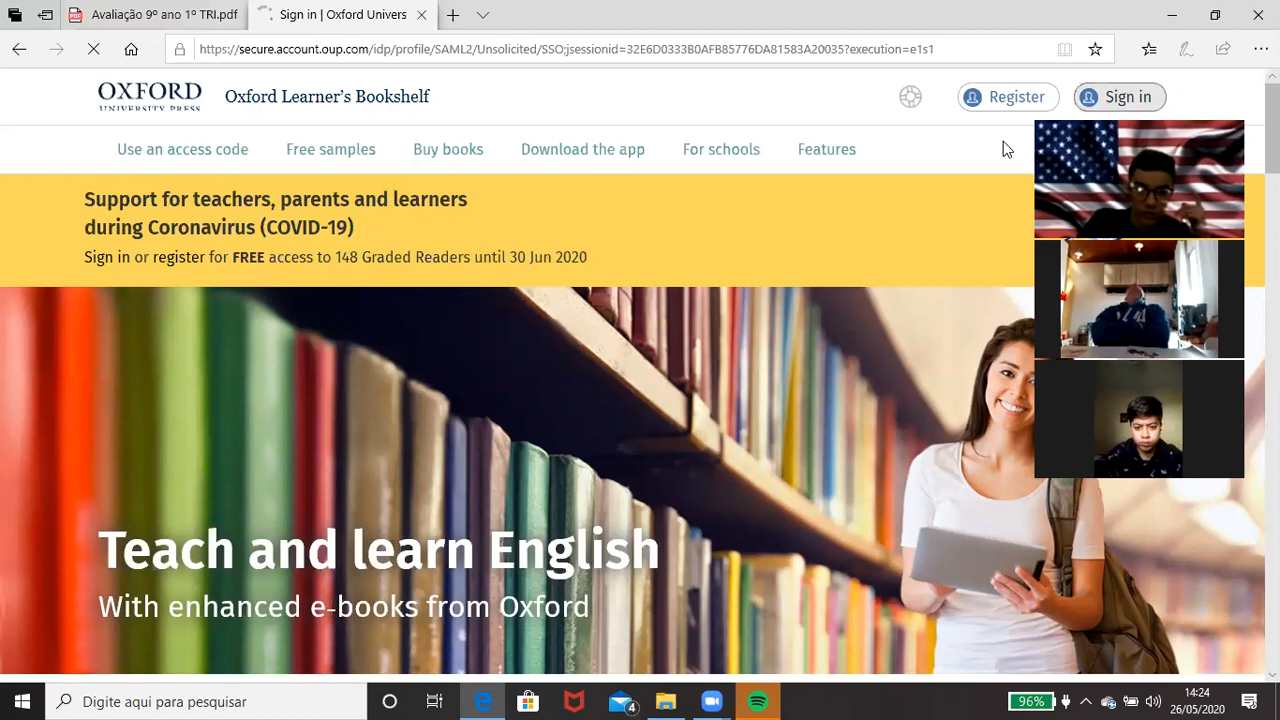 Avaliação 9º ano 1º TRI.pdf
Sign in | Oxford Univers
https://secure.account.oup.com/idp/profile/SAML2/Unsolicited/SSO;jsessionid=32E6D0333B0AFB85776DA81583A20035?execution=e1s1
OXFORD
UNIVERSITY PRESS
Oxford Learner's Bookshelf
Register
Sign in
Use an access code
Free samples
Buy books
Download the app
For schools
Features
Support for teachers, parents and learners
during Coronavirus (COVID-19)
Sign in or register for FREE access to 148 Graded Readers until 30 Jun 2020
Teach and learn English
With enhanced e-books from Oxford
Digite aqui para pesquisar
4
96%
14:24
26/05/2020